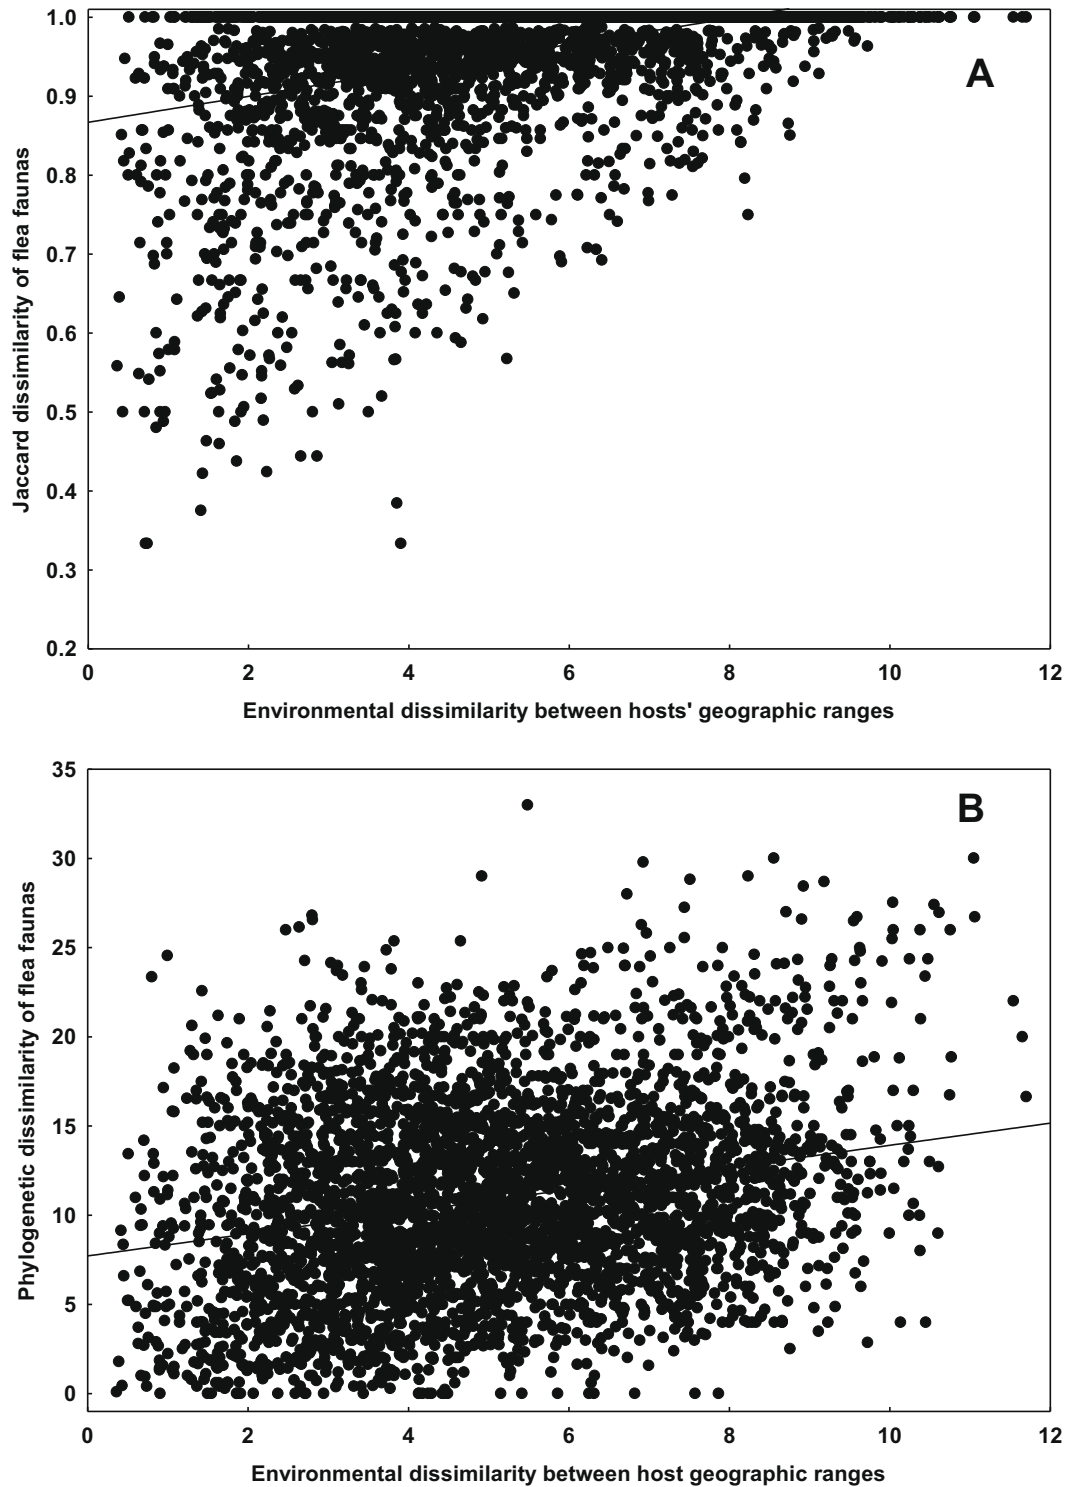 1.0
0.9
0.8
0.7
0.6
0.5
0.4
0.3
0.2
Jaccard dissimilarity of flea faunas
A
0 2 4 6 8 10 12
Environmental dissimilarity between hosts' geographic ranges
35
30
25
20
15
10
5
0
Phylogenetic dissimilarity of flea faunas
B
0 2 4 6 8 10 12
Environmental dissimilarity between host geographic ranges